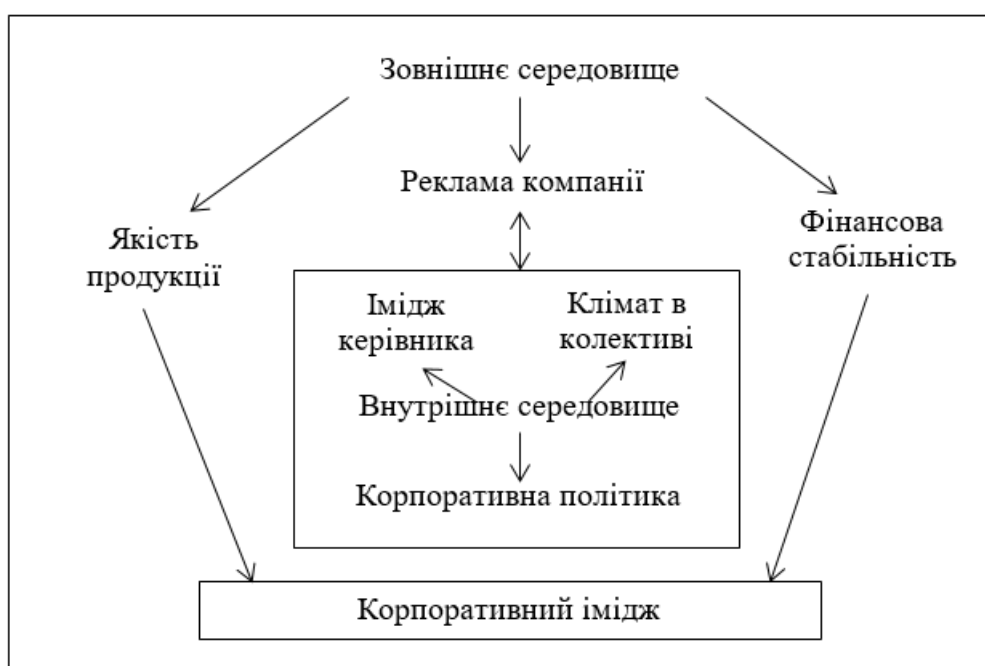 Зовнішнє середовище
Реклама компанії
Якість
продукції
Фінансова
стабільність
Імідж
керівника
Клімат в
колективі
Внутрішнє середовище
Корпоративна політика
Корпоративний імідж